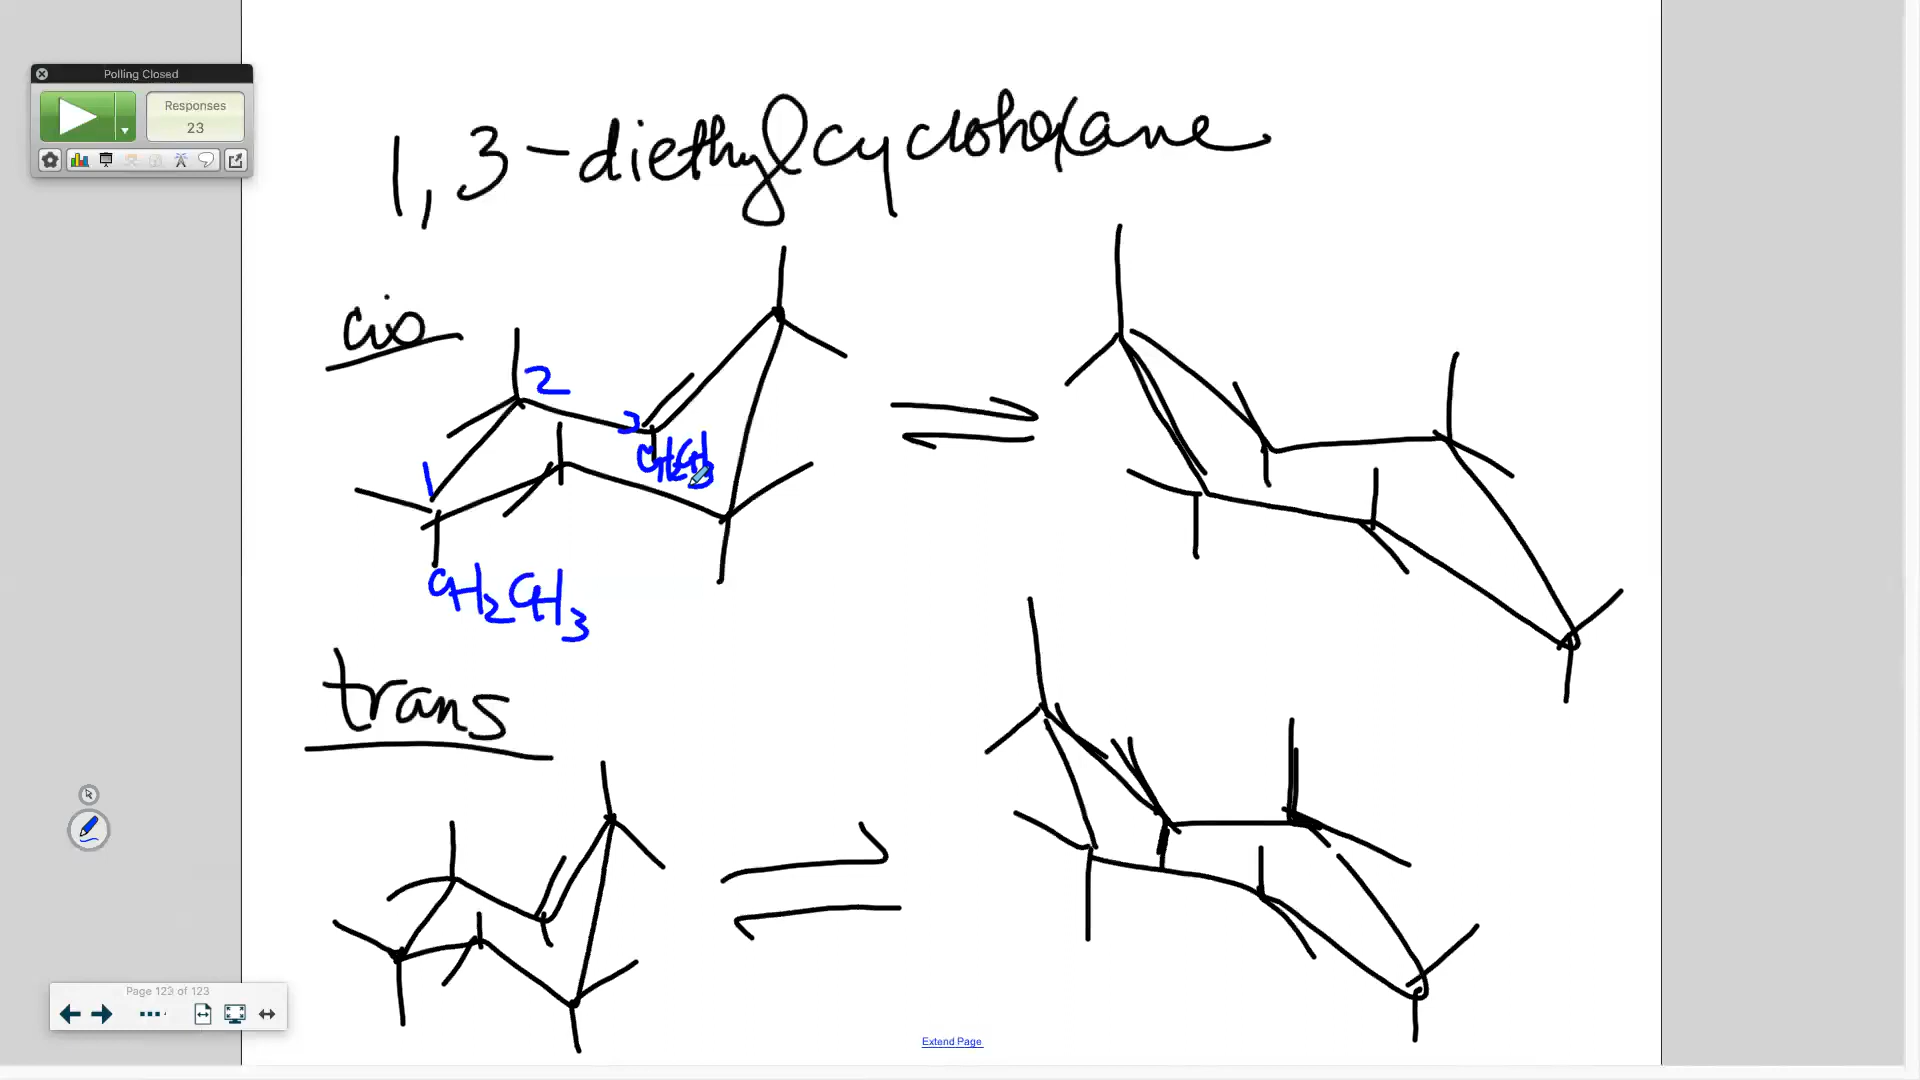 Polling Closed
Responses
23
1,3-diethylcyclohexane
cis
2
3
1
CH2CH3
CH2CH3
trans
Page 123 of 123
Extend Page